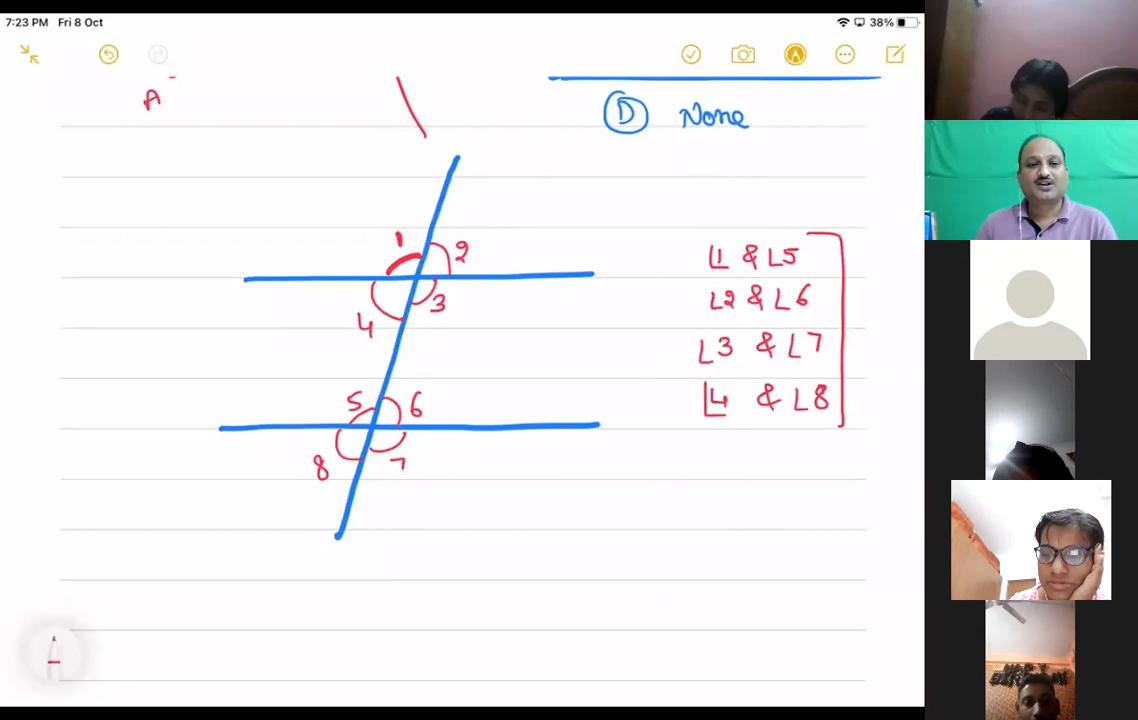 7:23 PM Fri 8 Oct
38%
A
D None
1
2
3
4
5
6
7
8
∠1 & ∠5
∠2 & ∠6
∠3 & ∠7
∠4 & ∠8